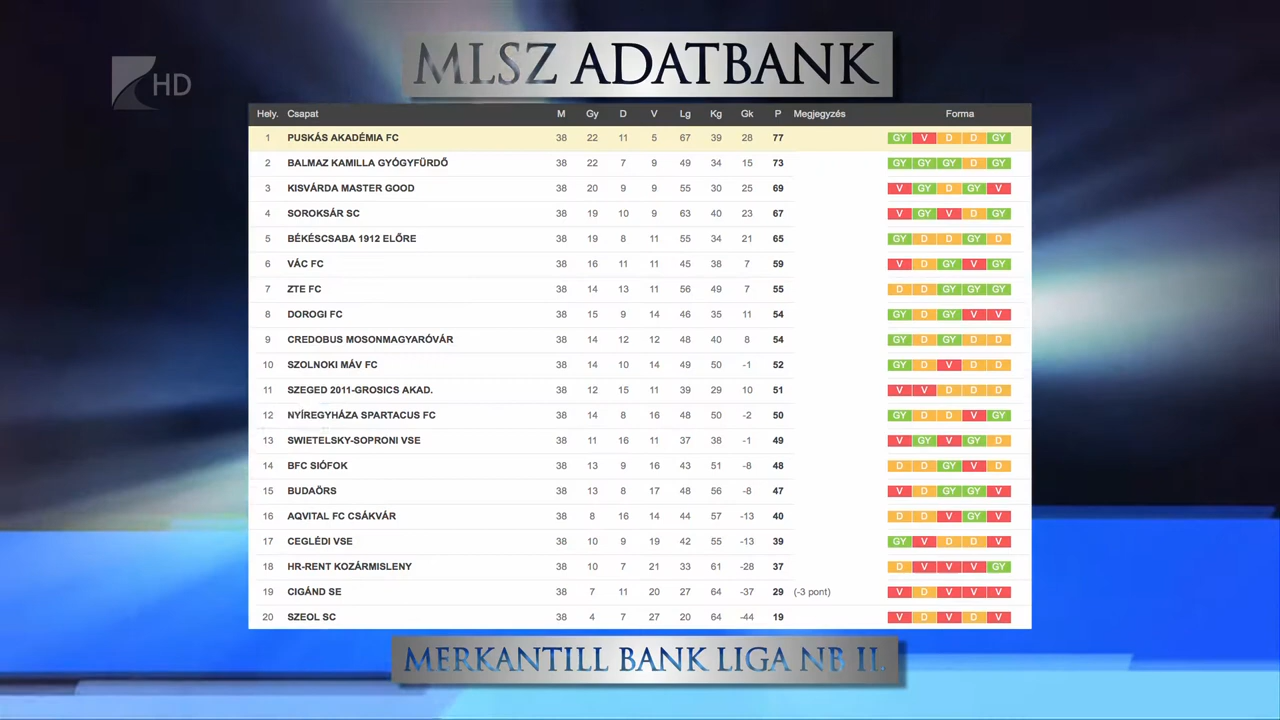 MLSZ ADATBANK
HD
Hely. Csapat M Gy D V Lg Kg Gk P Megjegyzés Forma
1 PUSKÁS AKADÉMIA FC 38 22 11 5 67 39 28 77 GY V D D GY
2 BALMAZ KAMILLA GYÓGYFÜRDŐ 38 22 7 9 49 34 15 73 GY GY GY D GY
3 KISVÁRDA MASTER GOOD 38 20 9 9 55 30 25 69 V GY D GY V
4 SOROKSÁR SC 38 19 10 9 63 40 23 67 V GY V D GY
5 BÉKÉSCSABA 1912 ELŐRE 38 19 8 11 55 34 21 65 GY D D GY D
6 VÁC FC 38 16 11 11 45 38 7 59 V D GY V GY
7 ZTE FC 38 14 13 11 56 49 7 55 D D GY GY GY
8 DOROGI FC 38 15 9 14 46 35 11 54 GY D GY V V
9 CREDOBUS MOSONMAGYARÓVÁR 38 14 12 12 48 40 8 54 GY D GY D D
10 SZOLNOKI MÁV FC 38 14 10 14 49 50 -1 52 GY D V D D
11 SZEGED 2011-GROSICS AKAD. 38 12 15 11 39 29 10 51 V V D D D
12 NYÍREGYHÁZA SPARTACUS FC 38 14 8 16 48 50 -2 50 GY D D V GY
13 SWIETELSKY-SOPRONI VSE 38 11 16 11 37 38 -1 49 V GY V GY D
14 BFC SIÓFOK 38 13 9 16 43 51 -8 48 D D GY V D
15 BUDAÖRS 38 13 8 17 48 56 -8 47 V D GY GY V
16 AQVITAL FC CSÁKVÁR 38 8 16 14 44 57 -13 40 D D V GY V
17 CEGLÉDI VSE 38 10 9 19 42 55 -13 39 GY V D D V
18 HR-RENT KOZÁRMISLENY 38 10 7 21 33 61 -28 37 D V V V GY
19 CIGÁND SE 38 7 11 20 27 64 -37 29 (-3 pont) V D V V V
20 SZEOL SC 38 4 7 27 20 64 -44 19 V D V D V
MERKANTILL BANK LIGA NB II.